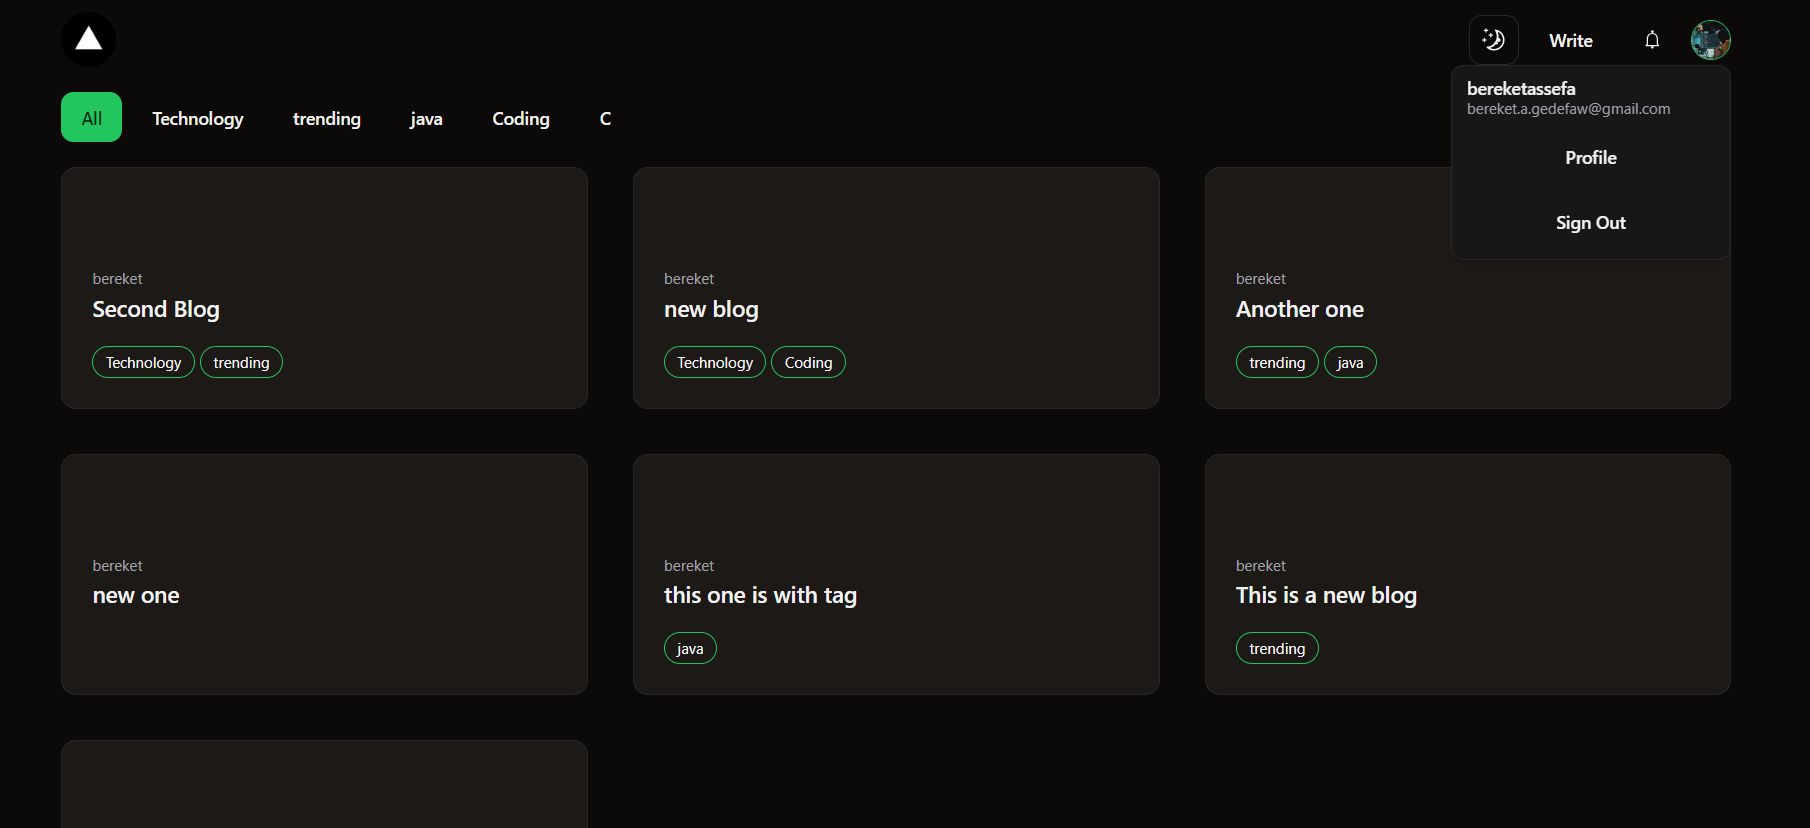 Write
bereketassefa
bereket.a.gedefaw@gmail.com
Profile
Sign Out
All Technology trending java Coding C
bereket
Second Blog
Technology trending
bereket
new blog
Technology Coding
bereket
Another one
trending java
bereket
new one
bereket
this one is with tag
java
bereket
This is a new blog
trending